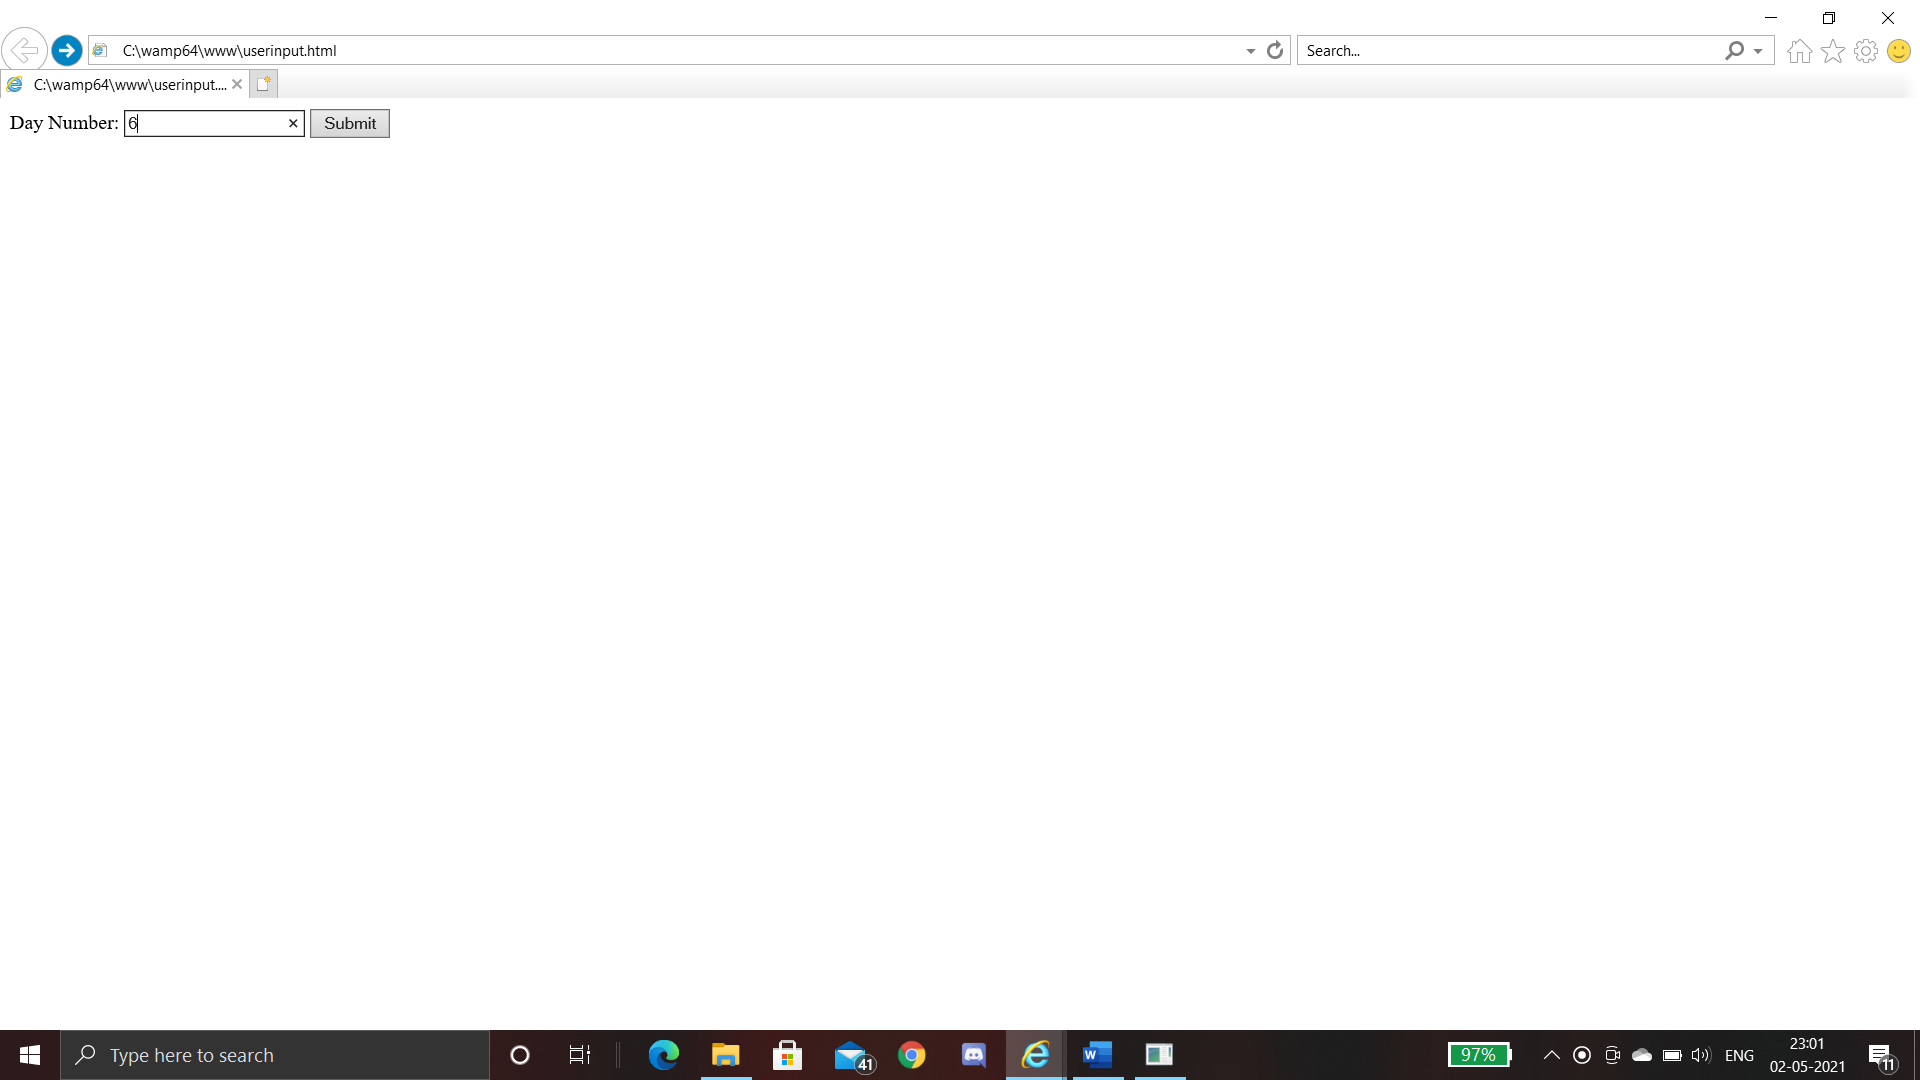 C:\wamp64\www\userinput.html
Search...
C:\wamp64\www\userinput....
Day Number: 6 Submit
Type here to search
41
W
97%
ENG
23:01
02-05-2021
11